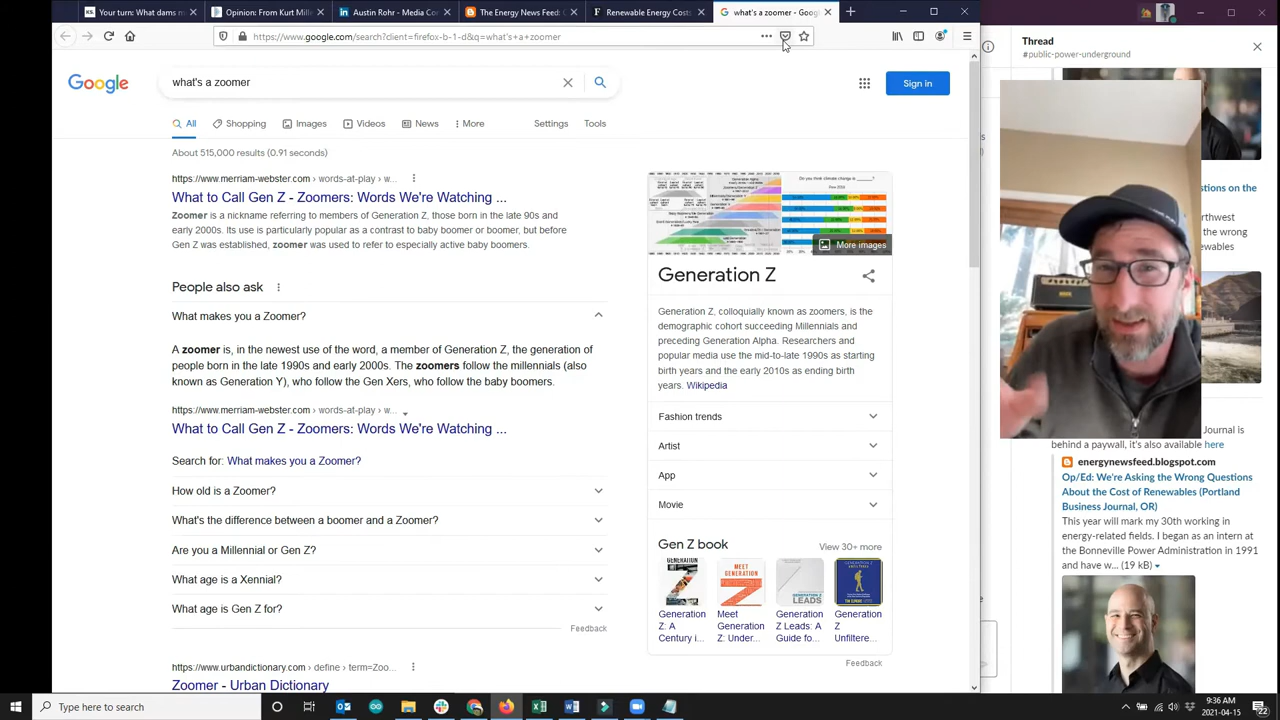 Your turn: What dams m
Opinion: From Kurt Mille
Austin Rohr - Media Co
The Energy News Feed:
Renewable Energy Costs
what's a zoomer - Goog
https://www.google.com/search?client=firefox-b-1-d&q=what's+a+zoomer
Google
what's a zoomer
Sign in
All
Shopping
Images
Videos
News
More
Settings
Tools
About 515,000 results (0.91 seconds)
https://www.merriam-webster.com › words-at-play › w...
What to Call Gen Z - Zoomers: Words We're Watching ...
Zoomer is a nickname referring to members of Generation Z, those born in the late 90s and
early 2000s. Its use is particularly popular as a contrast to baby boomer or boomer, but before
Gen Z was established, zoomer was used to refer to especially active baby boomers.
People also ask
What makes you a Zoomer?
A zoomer is, in the newest use of the word, a member of Generation Z, the generation of
people born in the late 1990s and early 2000s. The zoomers follow the millennials (also
known as Generation Y), who follow the Gen Xers, who follow the baby boomers.
https://www.merriam-webster.com › words-at-play › w...
What to Call Gen Z - Zoomers: Words We're Watching ...
Search for: What makes you a Zoomer?
How old is a Zoomer?
What's the difference between a boomer and a Zoomer?
Are you a Millennial or Gen Z?
What age is a Xennial?
What age is Gen Z for?
Feedback
https://www.urbandictionary.com › define › term=Zoo...
Zoomer - Urban Dictionary
More images
Generation Z
Generation Z, colloquially known as zoomers, is the
demographic cohort succeeding Millennials and
preceding Generation Alpha. Researchers and
popular media use the mid-to-late 1990s as starting
birth years and the early 2010s as ending birth
years. Wikipedia
Fashion trends
Artist
App
Movie
Gen Z book
View 30+ more
Generation Z: A Century i...
Meet Generation Z: Under...
Generation Z Leads: A Guide fo...
Generation Z Unfiltere...
Feedback
Thread
#public-power-underground
stions on the
rthwest
the wrong
ewables
Journal is
behind a paywall, it's also available here
energynewsfeed.blogspot.com
Op/Ed: We're Asking the Wrong Questions
About the Cost of Renewables (Portland
Business Journal, OR)
This year will mark my 30th working in
energy-related fields. I began as an intern at
the Bonneville Power Administration in 1991
and have w... (19 kB)
Type here to search
9:36 AM
2021-04-15
22